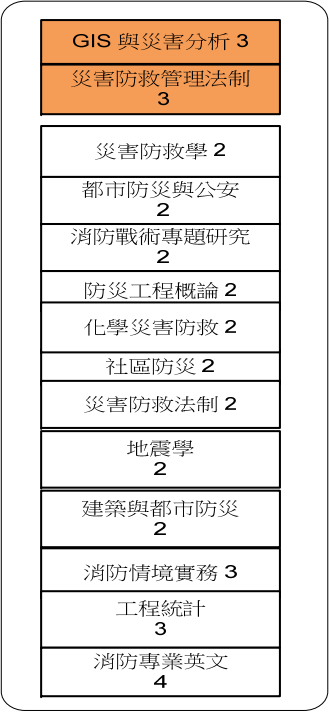 GIS 與災害分析 3
災害防救管理法制
3
災害防救學 2
都市防災與公安
2
消防戰術專題研究
2
防災工程概論 2
化學災害防救 2
社區防災 2
災害防救法制 2
地震學
2
建築與都市防災
2
消防情境實務 3
工程統計
3
消防專業英文
4